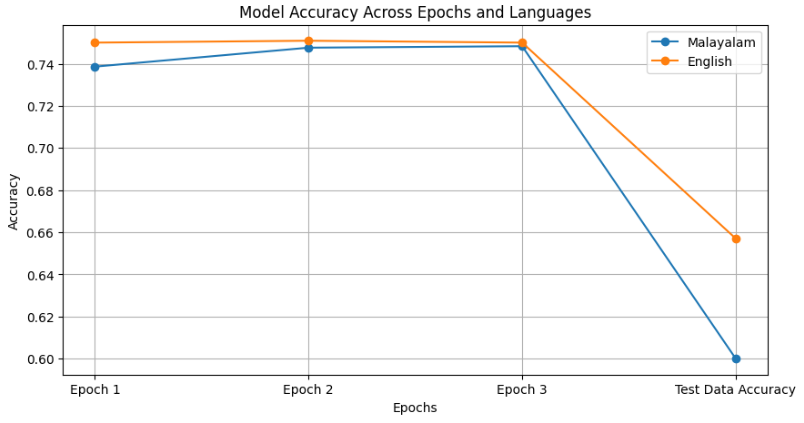 Model Accuracy Across Epochs and Languages
Malayalam
English
Accuracy
0.74
0.72
0.70
0.68
0.66
0.64
0.62
0.60
Epoch 1 Epoch 2 Epoch 3 Test Data Accuracy
Epochs